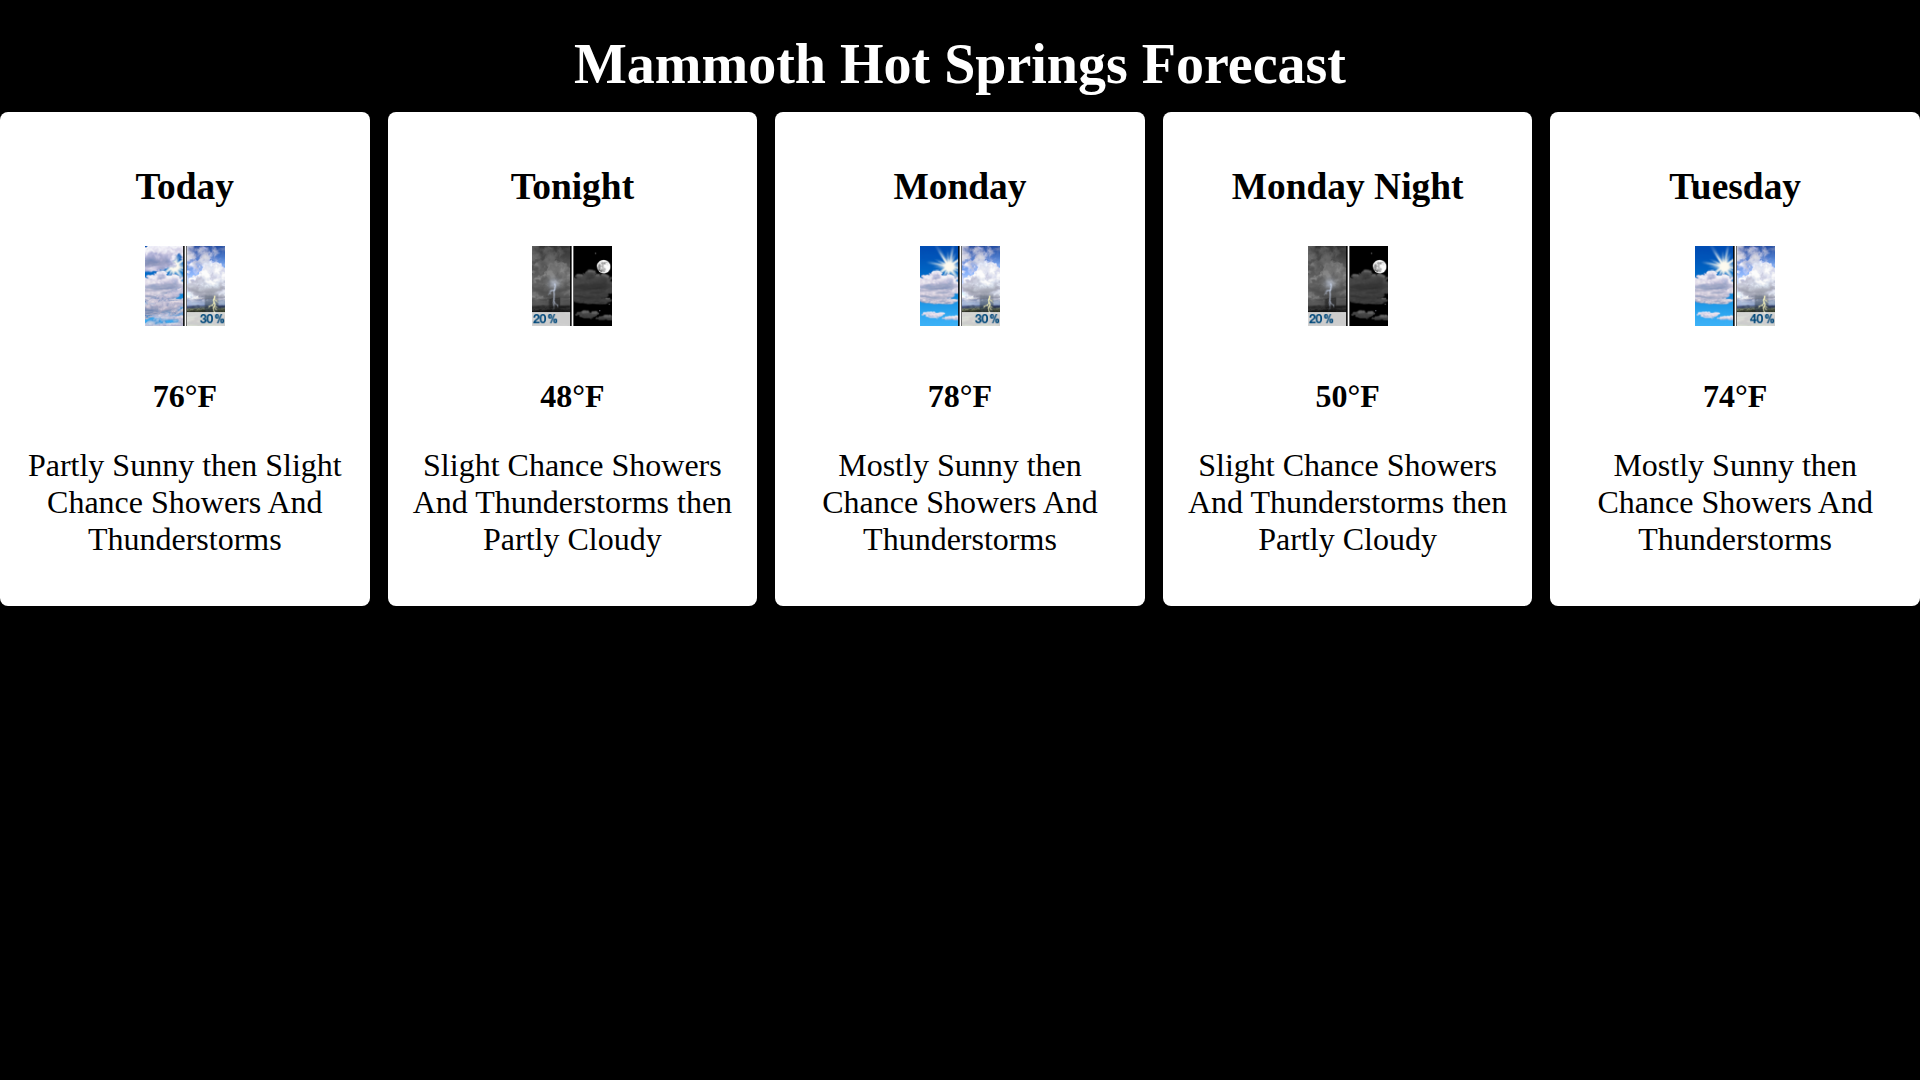 Mammoth Hot Springs Forecast
Today
30%
76°F
Partly Sunny then Slight
Chance Showers And
Thunderstorms
Tonight
20%
48°F
Slight Chance Showers
And Thunderstorms then
Partly Cloudy
Monday
30%
78°F
Mostly Sunny then
Chance Showers And
Thunderstorms
Monday Night
20%
50°F
Slight Chance Showers
And Thunderstorms then
Partly Cloudy
Tuesday
40%
74°F
Mostly Sunny then
Chance Showers And
Thunderstorms